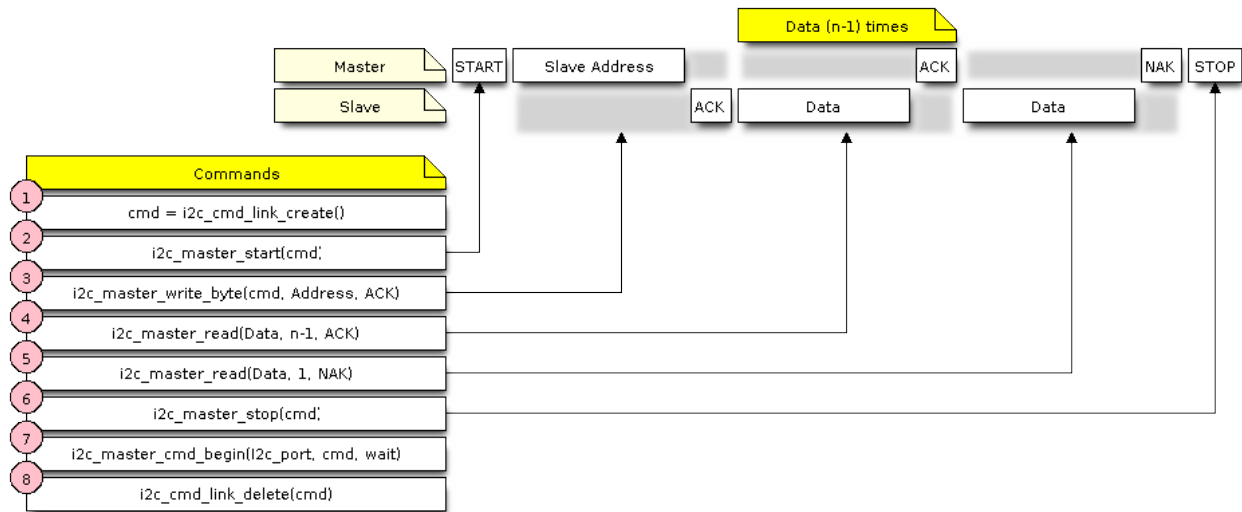 Data (n-1) times
Master START Slave Address ACK NAK STOP
Slave ACK Data Data
Commands
1
cmd = i2c_cmd_link_create()
2
i2c_master_start(cmd;
3
i2c_master_write_byte(cmd, Address, ACK)
4
i2c_master_read(Data, n-1, ACK)
5
i2c_master_read(Data, 1, NAK)
6
i2c_master_stop(cmd;
7
i2c_master_cmd_begin(I2c_port, cmd, wait)
8
i2c_cmd_link_delete(cmd)